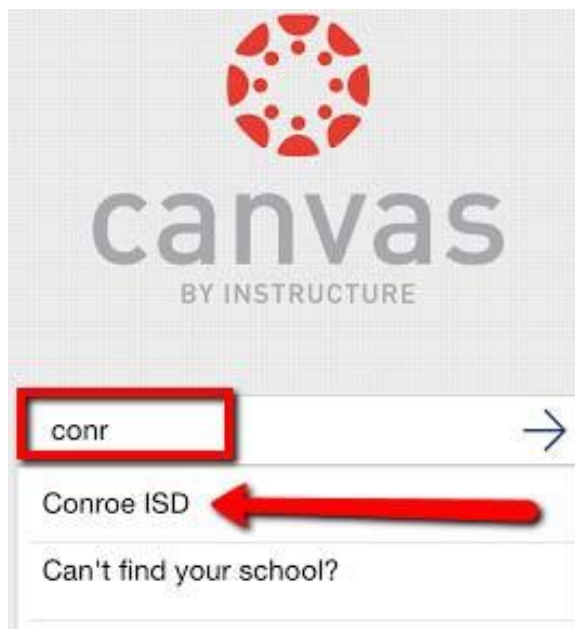 canvas
BY INSTRUCTURE
conr
Conroe ISD
Can't find your school?